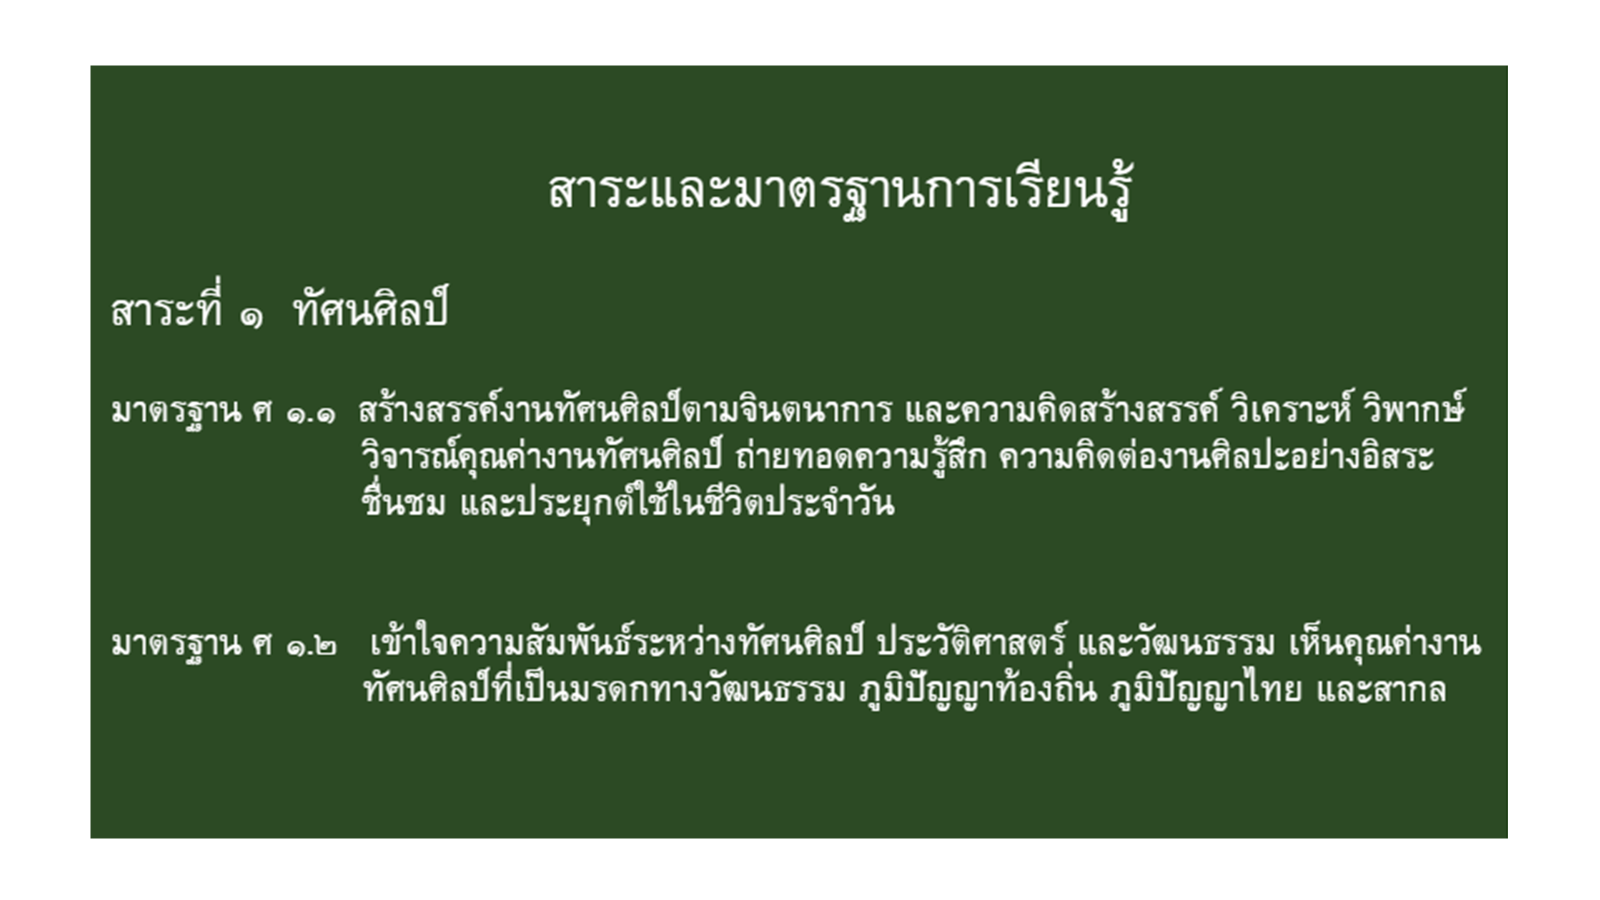 สาระและมาตรฐานการเรียนรู้
สาระที่ ๑ ทัศนศิลป์
มาตรฐาน ศ ๑.๑ สร้างสรรค์งานทัศนศิลป์ตามจินตนาการ และความคิดสร้างสรรค์ วิเคราะห์ วิพากษ์
วิจารณ์คุณค่างานทัศนศิลป์ ถ่ายทอดความรู้สึก ความคิดต่องานศิลปะอย่างอิสระ
ชื่นชม และประยุกต์ใช้ในชีวิตประจำวัน
มาตรฐาน ศ ๑.๒ เข้าใจความสัมพันธ์ระหว่างทัศนศิลป์ ประวัติศาสตร์ และวัฒนธรรม เห็นคุณค่างาน
ทัศนศิลป์ที่เป็นมรดกทางวัฒนธรรม ภูมิปัญญาท้องถิ่น ภูมิปัญญาไทย และสากล